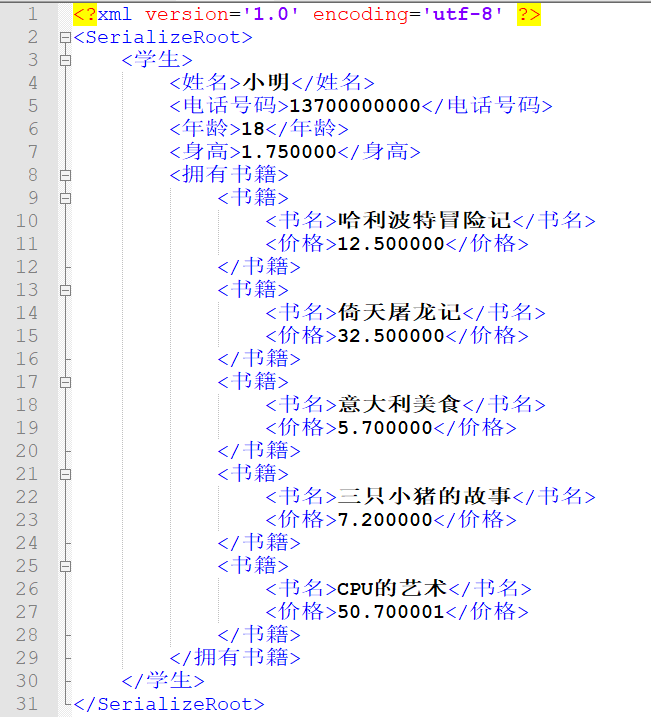 1 <?xml version='1.0' encoding='utf-8' ?>
2 <SerializeRoot>
3 <学生>
4 <姓名>小明</姓名>
5 <电话号码>13700000000</电话号码>
6 <年龄>18</年龄>
7 <身高>1.750000</身高>
8 <拥有书籍>
9 <书籍>
10 <书名>哈利波特冒险记</书名>
11 <价格>12.500000</价格>
12 </书籍>
13 <书籍>
14 <书名>倚天屠龙记</书名>
15 <价格>32.500000</价格>
16 </书籍>
17 <书籍>
18 <书名>意大利美食</书名>
19 <价格>5.700000</价格>
20 </书籍>
21 <书籍>
22 <书名>三只小猪的故事</书名>
23 <价格>7.200000</价格>
24 </书籍>
25 <书籍>
26 <书名>CPU的艺术</书名>
27 <价格>50.700001</价格>
28 </书籍>
29 </拥有书籍>
30 </学生>
31 </SerializeRoot>